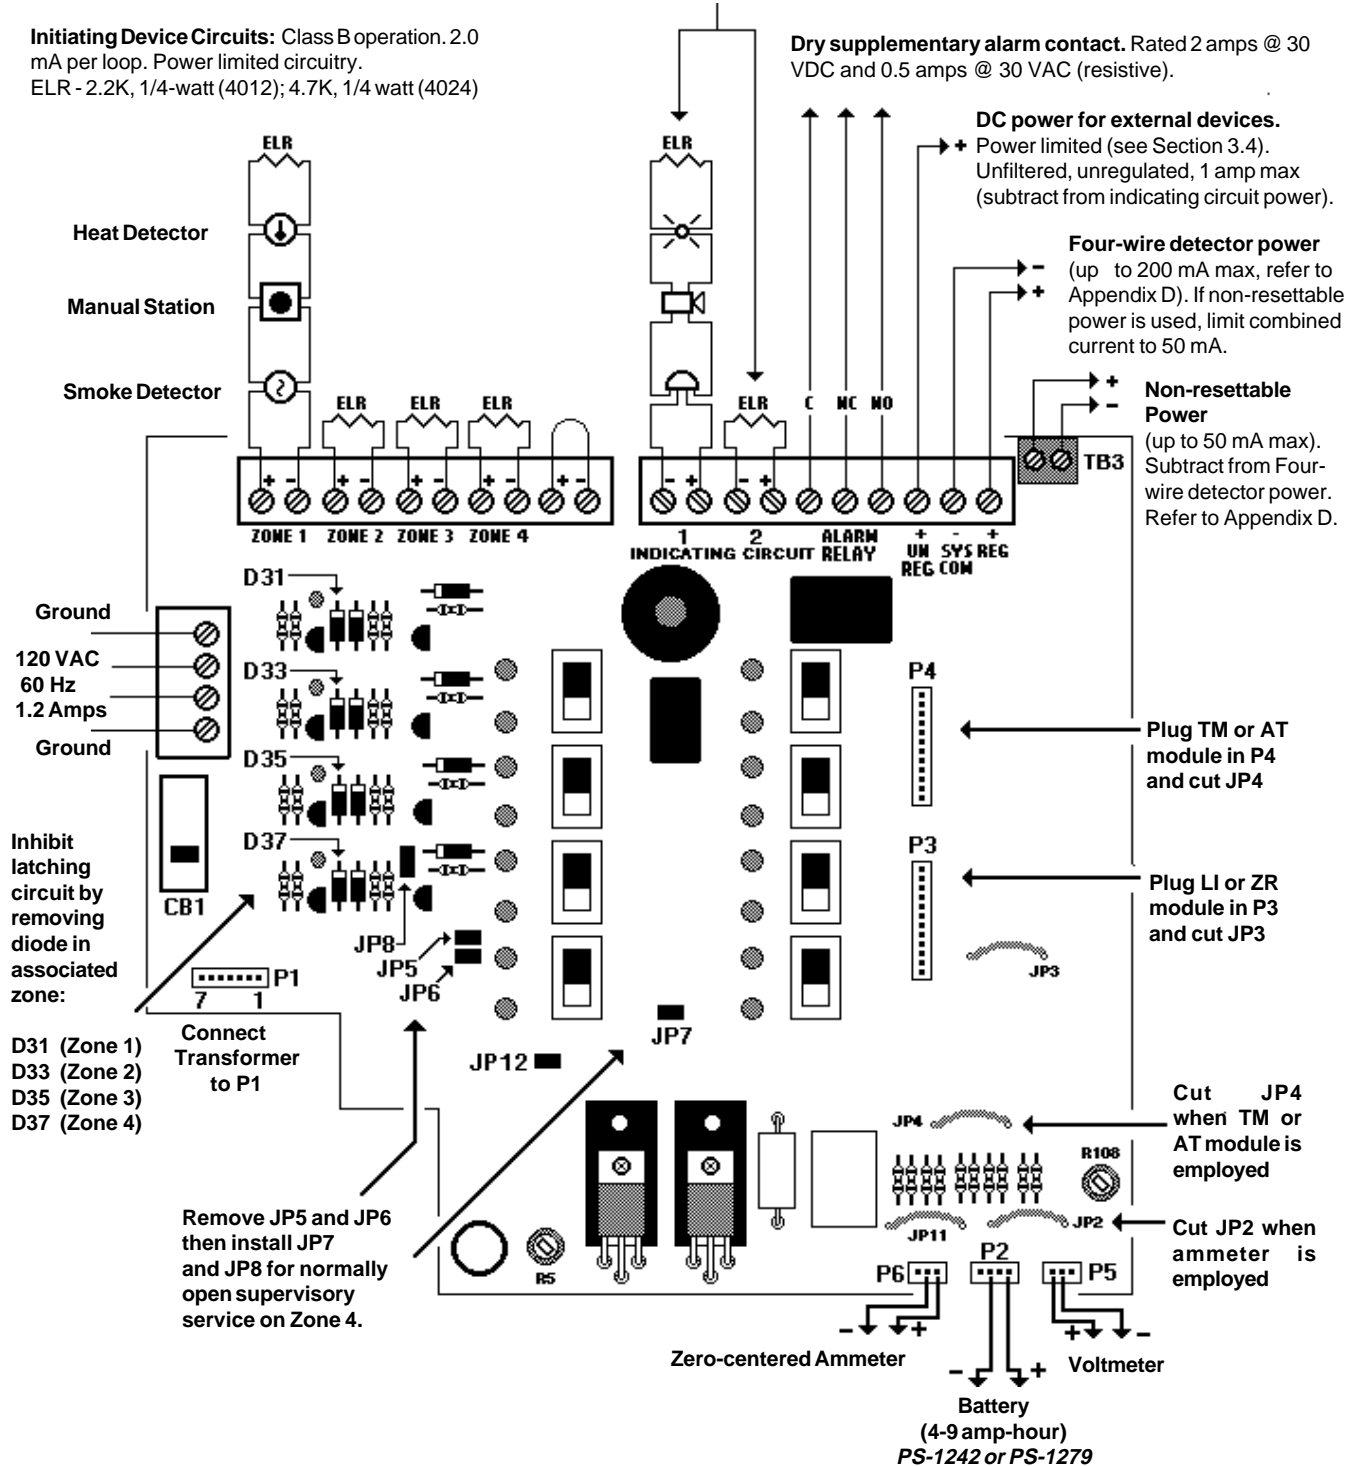 Initiating Device Circuits: Class B operation. 2.0
mA per loop. Power limited circuitry.
ELR - 2.2K, 1/4-watt (4012); 4.7K, 1/4 watt (4024)
Dry supplementary alarm contact. Rated 2 amps @ 30
VDC and 0.5 amps @ 30 VAC (resistive).
DC power for external devices.
+ Power limited (see Section 3.4).
Unfiltered, unregulated, 1 amp max
(subtract from indicating circuit power).
ELR
ELR
Heat Detector
Manual Station
Smoke Detector
Four-wire detector power
- (up to 200 mA max, refer to
+ Appendix D). If non-resettable
power is used, limit combined
current to 50 mA.
+
-
Non-resettable
Power
(up to 50 mA max).
Subtract from Four-
wire detector power.
Refer to Appendix D.
ELR ELR ELR
ELR C NC NO
TB3
+ - - + + - - + + -
- + - +
ZONE 1 ZONE 2 ZONE 3 ZONE 4
1 2 ALARM + - +
INDICATING CIRCUIT RELAY UN SYS REG
REG COM
D31
D33
D35
D37
Ground
120 VAC
60 Hz
1.2 Amps
Ground
CB1
P4
Plug TM or AT
module in P4
and cut JP4
P3
Plug LI or ZR
module in P3
and cut JP3
JP3
Inhibit
latching
circuit by
removing
diode in
associated
zone:
D31 (Zone 1)
D33 (Zone 2)
D35 (Zone 3)
D37 (Zone 4)
JP8
JP5
JP6
P1
7 1
Connect
Transformer
to P1
JP7
JP12
Cut JP4
when TM or
AT module is
employed
JP4
R108
Remove JP5 and JP6
then install JP7
and JP8 for normally
open supervisory
service on Zone 4.
R5
JP11
JP2
Cut JP2 when
ammeter is
employed
P6
P2
P5
- +
+ -
Zero-centered Ammeter
Voltmeter
- +
Battery
(4-9 amp-hour)
PS-1242 or PS-1279